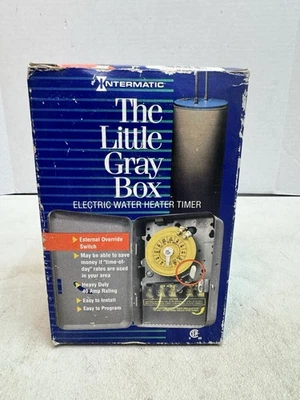 INTERMATIC
The
Little
Gray
Box
ELECTRIC WATER HEATER TIMER
External Override
Switch
May be able to save
money if "time-of-
day" rates are used
in your area
Heavy Duty
40 Amp Rating
Easy to Install
Easy to Program